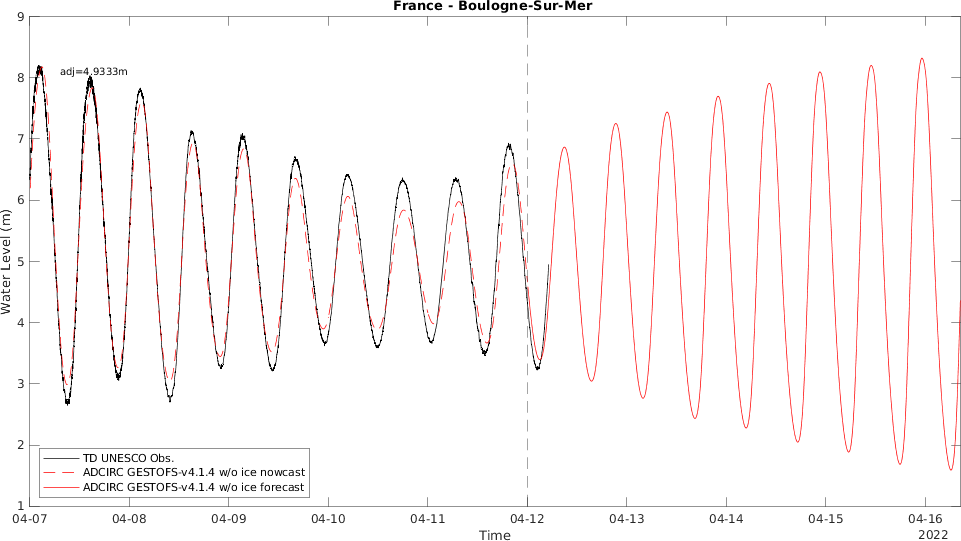 France - Boulogne-Sur-Mer
adj=4.9333m
9
8
7
6
5
4
3
2
1
Water Level (m)
TD UNESCO Obs.
ADCIRC GESTOFS-v4.1.4 w/o ice nowcast
ADCIRC GESTOFS-v4.1.4 w/o ice forecast
04-07 04-08 04-09 04-10 04-11 04-12 04-13 04-14 04-15 04-16
Time
2022